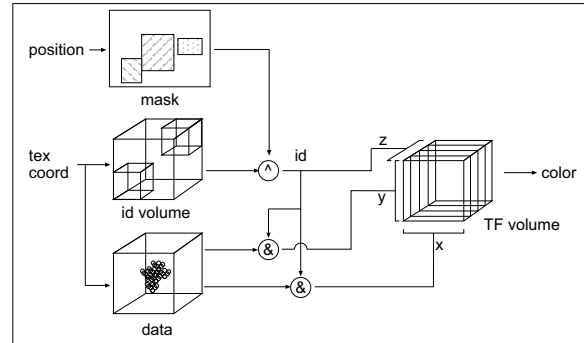 position
mask
tex
coord
id volume
^
id
z
y
&
&
data
x
TF volume
color